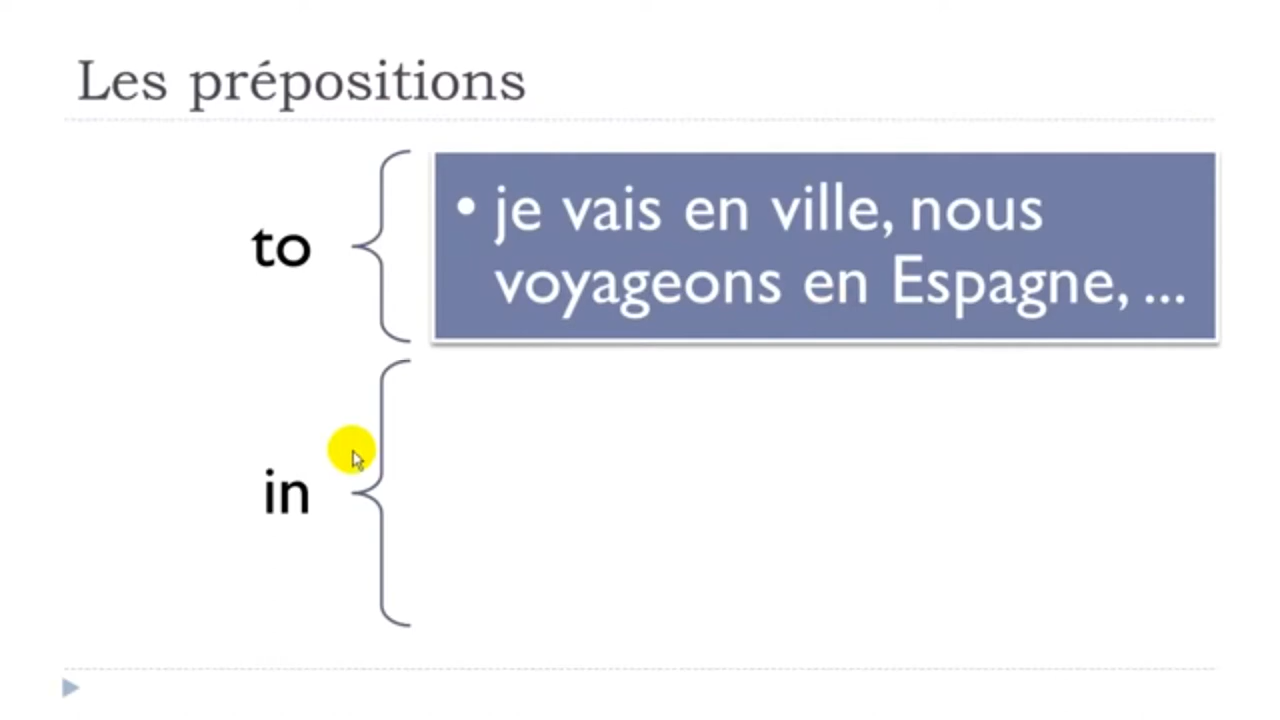 Les prépositions
to
• je vais en ville, nous
voyageons en Espagne, ...
in